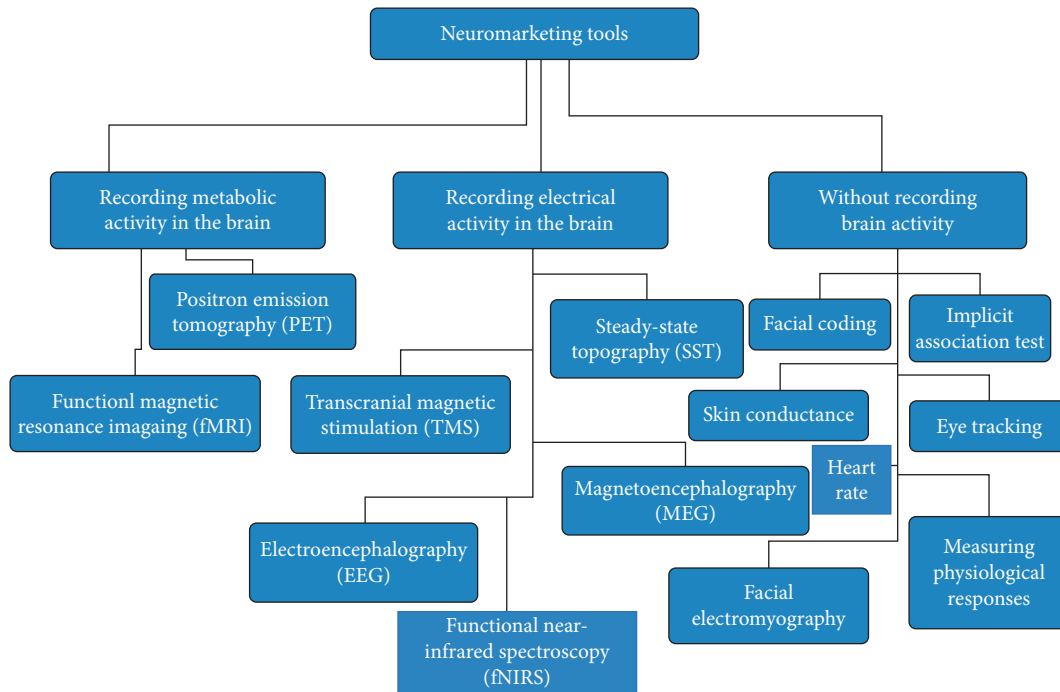 Neuromarketing tools
Recording metabolic
activity in the brain
Recording electrical
activity in the brain
Without recording
brain activity
Positron emission
tomography (PET)
Functionl magnetic
resonance imagaing (fMRI)
Steady-state
topography (SST)
Transcranial magnetic
stimulation (TMS)
Magnetoencephalography
(MEG)
Electroencephalography
(EEG)
Functional near-
infrared spectroscopy
(fNIRS)
Facial coding
Implicit
association test
Skin conductance
Eye tracking
Heart
rate
Measuring
physiological
responses
Facial
electromyography